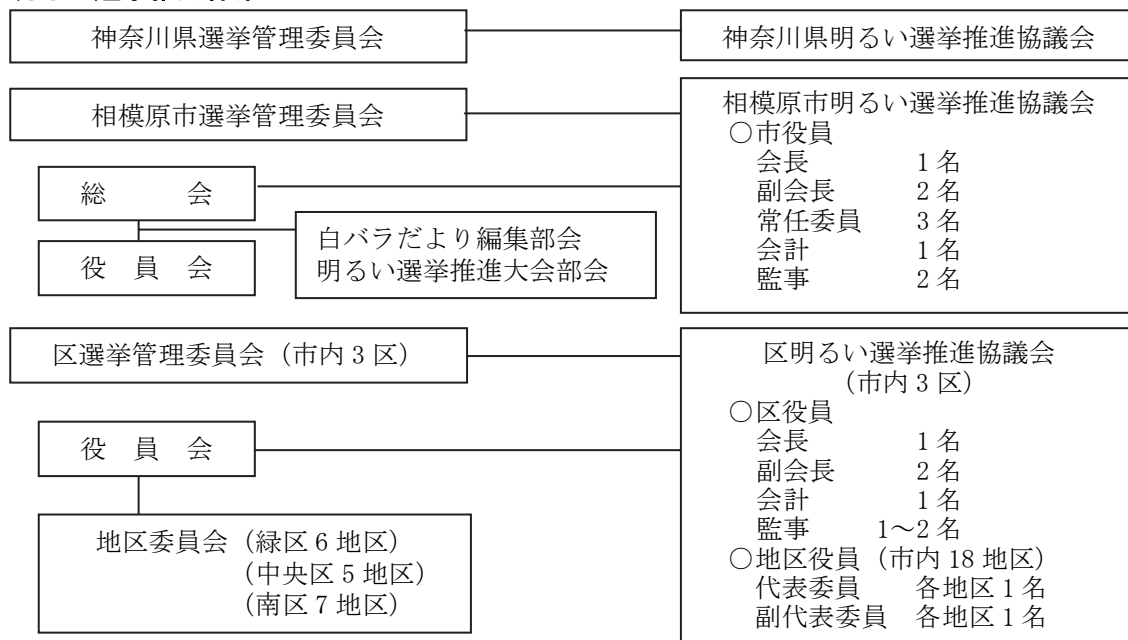 神奈川県選挙管理委員会
神奈川県明るい選挙推進協議会
相模原市選挙管理委員会
相模原市明るい選挙推進協議会
○市役員
会長 1名
副会長 2名
常任委員 3名
会計 1名
監事 2名
総 会
白バラだより編集部会
明るい選挙推進大会部会
役 員 会
区選挙管理委員会（市内3区）
区明るい選挙推進協議会
（市内3区）
○区役員
会長 1名
副会長 2名
会計 1名
監事 1～2名
○地区役員（市内18地区）
代表委員 各地区1名
副代表委員 各地区1名
役 員 会
地区委員会（緑区6地区）
（中央区5地区）
（南区7地区）